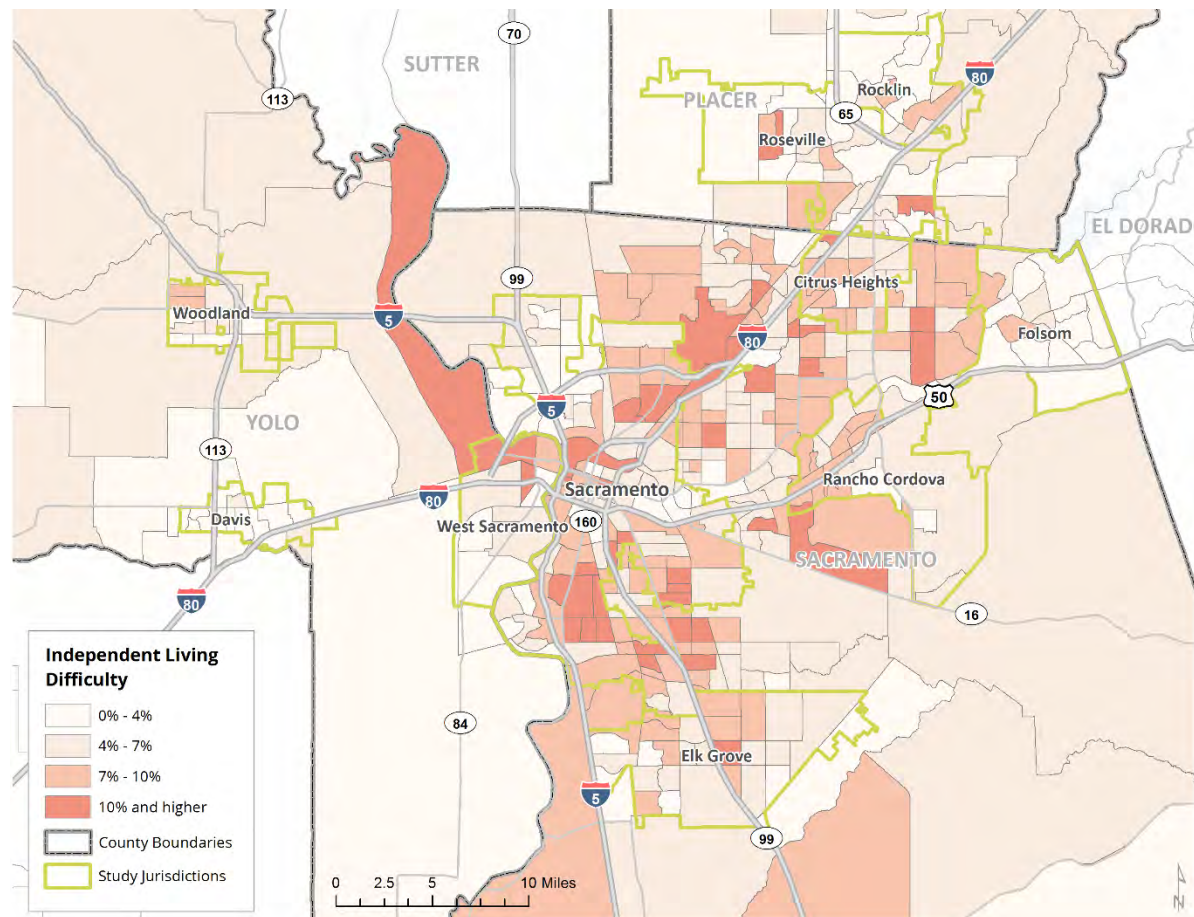 70
SUTTER
80
113
PLACER
Rocklin
65
Roseville
EL DORAD
99
Citrus Heights
Woodland
5
80
Folsom
50
5
YOLO
113
Rancho Cordova
80
Sacramento
Davis
West Sacramento
160
SACRAMENTO
80
16
Independent Living
Difficulty
0% - 4%
4% - 7%
7% - 10%
10% and higher
County Boundaries
Study Jurisdictions
84
Elk Grove
5
99
0 2.5 5 10 Miles
N